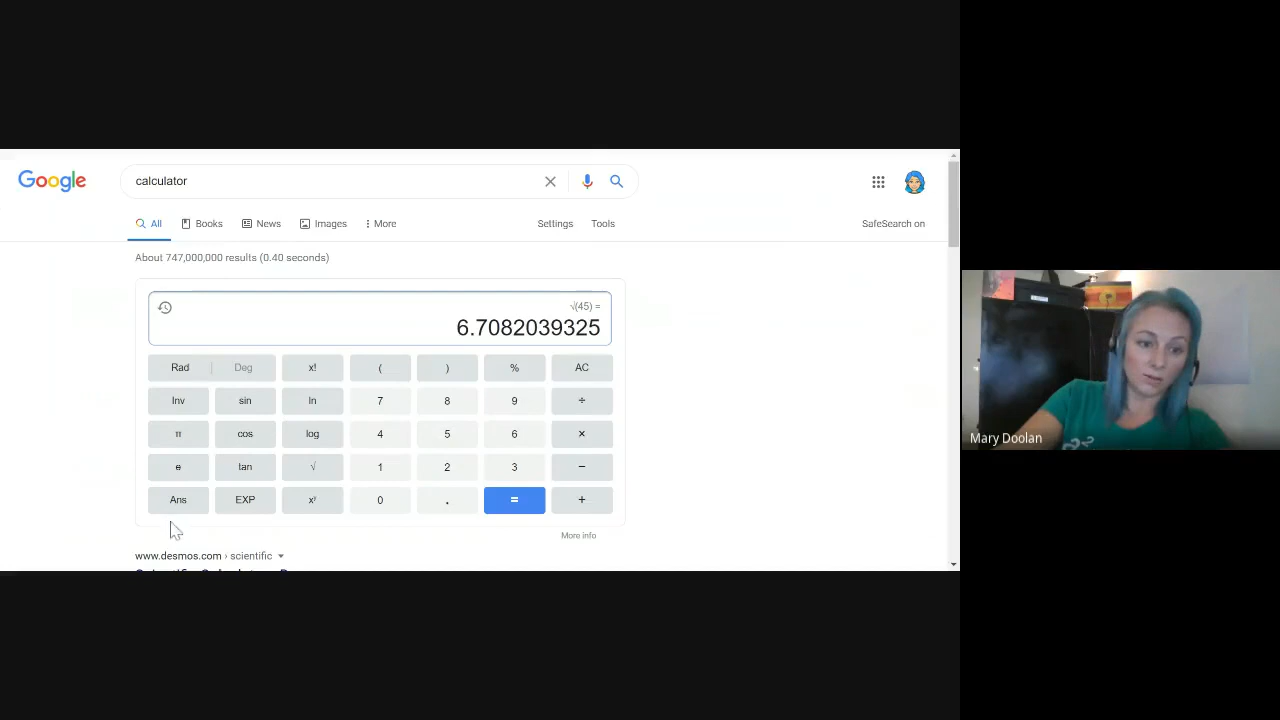 Google
calculator
All Books News Images More Settings Tools SafeSearch on
About 747,000,000 results (0.40 seconds)
√(45) =
6.7082039325
Rad Deg x! ( ) % AC
Inv sin ln 7 8 9 ÷
π cos log 4 5 6 ×
e tan √ 1 2 3 −
Ans EXP xʸ 0 . = +
More info
www.desmos.com › scientific
Mary Doolan